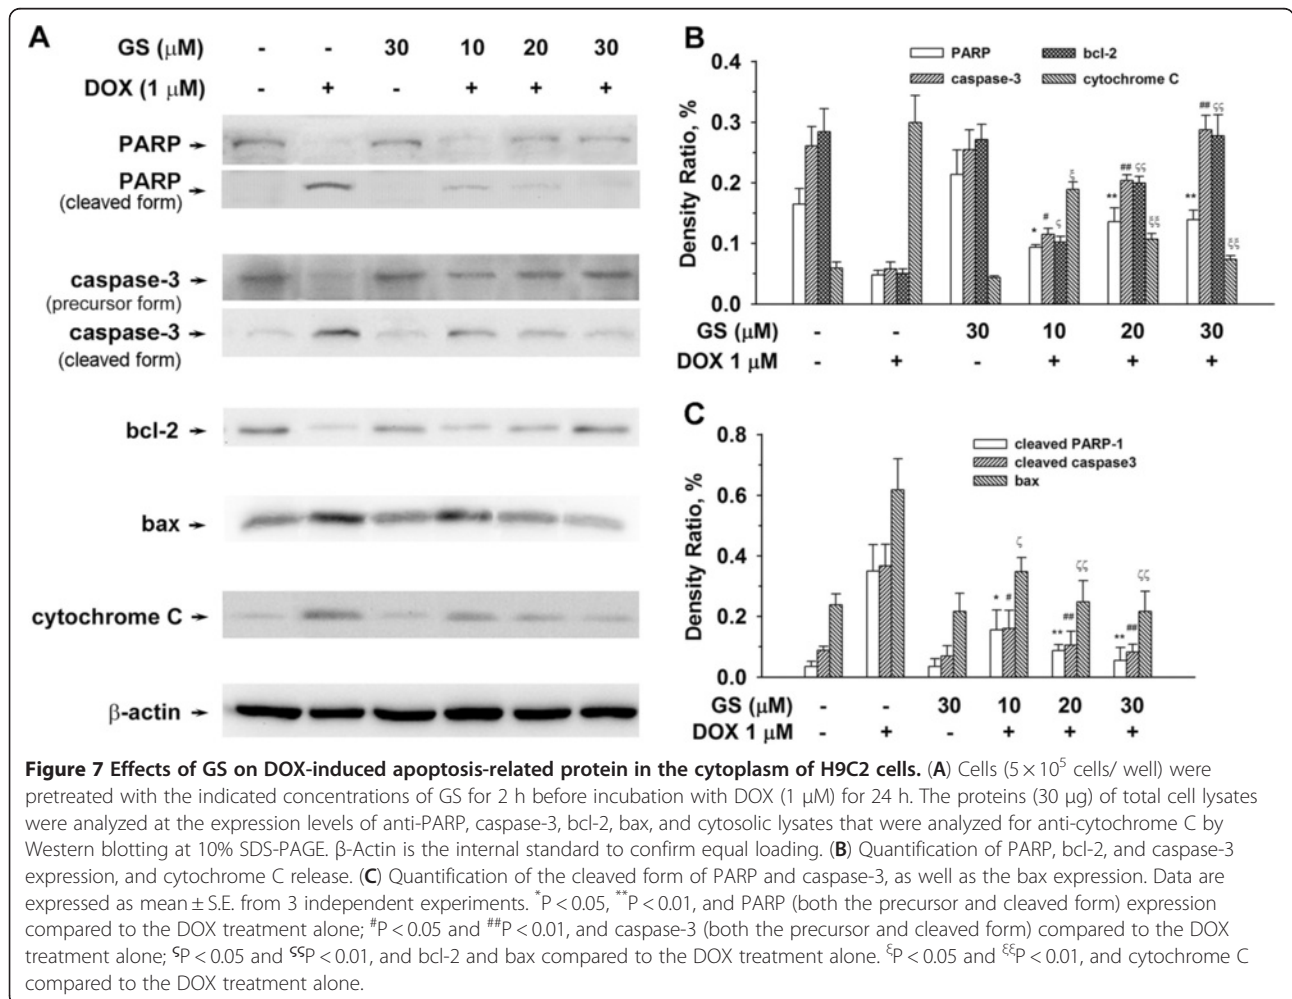 A
GS (μM) - - 30 10 20 30
DOX (1 μM) - + - + + +
PARP
PARP
(cleaved form)
caspase-3
(precursor form)
caspase-3
(cleaved form)
bcl-2
bax
cytochrome C
β-actin
B
PARP bcl-2
caspase-3 cytochrome C
Density Ratio, %
0.4
0.3
0.2
0.1
0.0
* # ς ξ
** ## ςς ξξ
** ## ςς ξξ
GS (μM) - - 30 10 20 30
DOX 1 μM - + - + + +
C
cleaved PARP-1
cleaved caspase3
bax
Density Ratio, %
0.8
0.6
0.4
0.2
0.0
* # ζ
** ## ζζ
** ## ζζ
GS (μM) - - 30 10 20 30
DOX 1 μM - + - + + +
Figure 7 Effects of GS on DOX-induced apoptosis-related protein in the cytoplasm of H9C2 cells. (A) Cells (5 × 10⁵ cells/ well) were
pretreated with the indicated concentrations of GS for 2 h before incubation with DOX (1 μM) for 24 h. The proteins (30 μg) of total cell lysates
were analyzed at the expression levels of anti-PARP, caspase-3, bcl-2, bax, and cytosolic lysates that were analyzed for anti-cytochrome C by
Western blotting at 10% SDS-PAGE. β-Actin is the internal standard to confirm equal loading. (B) Quantification of PARP, bcl-2, and caspase-3
expression, and cytochrome C release. (C) Quantification of the cleaved form of PARP and caspase-3, as well as the bax expression. Data are
expressed as mean ± S.E. from 3 independent experiments. *P < 0.05, **P < 0.01, and PARP (both the precursor and cleaved form) expression
compared to the DOX treatment alone; #P < 0.05 and ##P < 0.01, and caspase-3 (both the precursor and cleaved form) compared to the DOX
treatment alone; ςP < 0.05 and ςςP < 0.01, and bcl-2 and bax compared to the DOX treatment alone. ξP < 0.05 and ξξP < 0.01, and cytochrome C
compared to the DOX treatment alone.